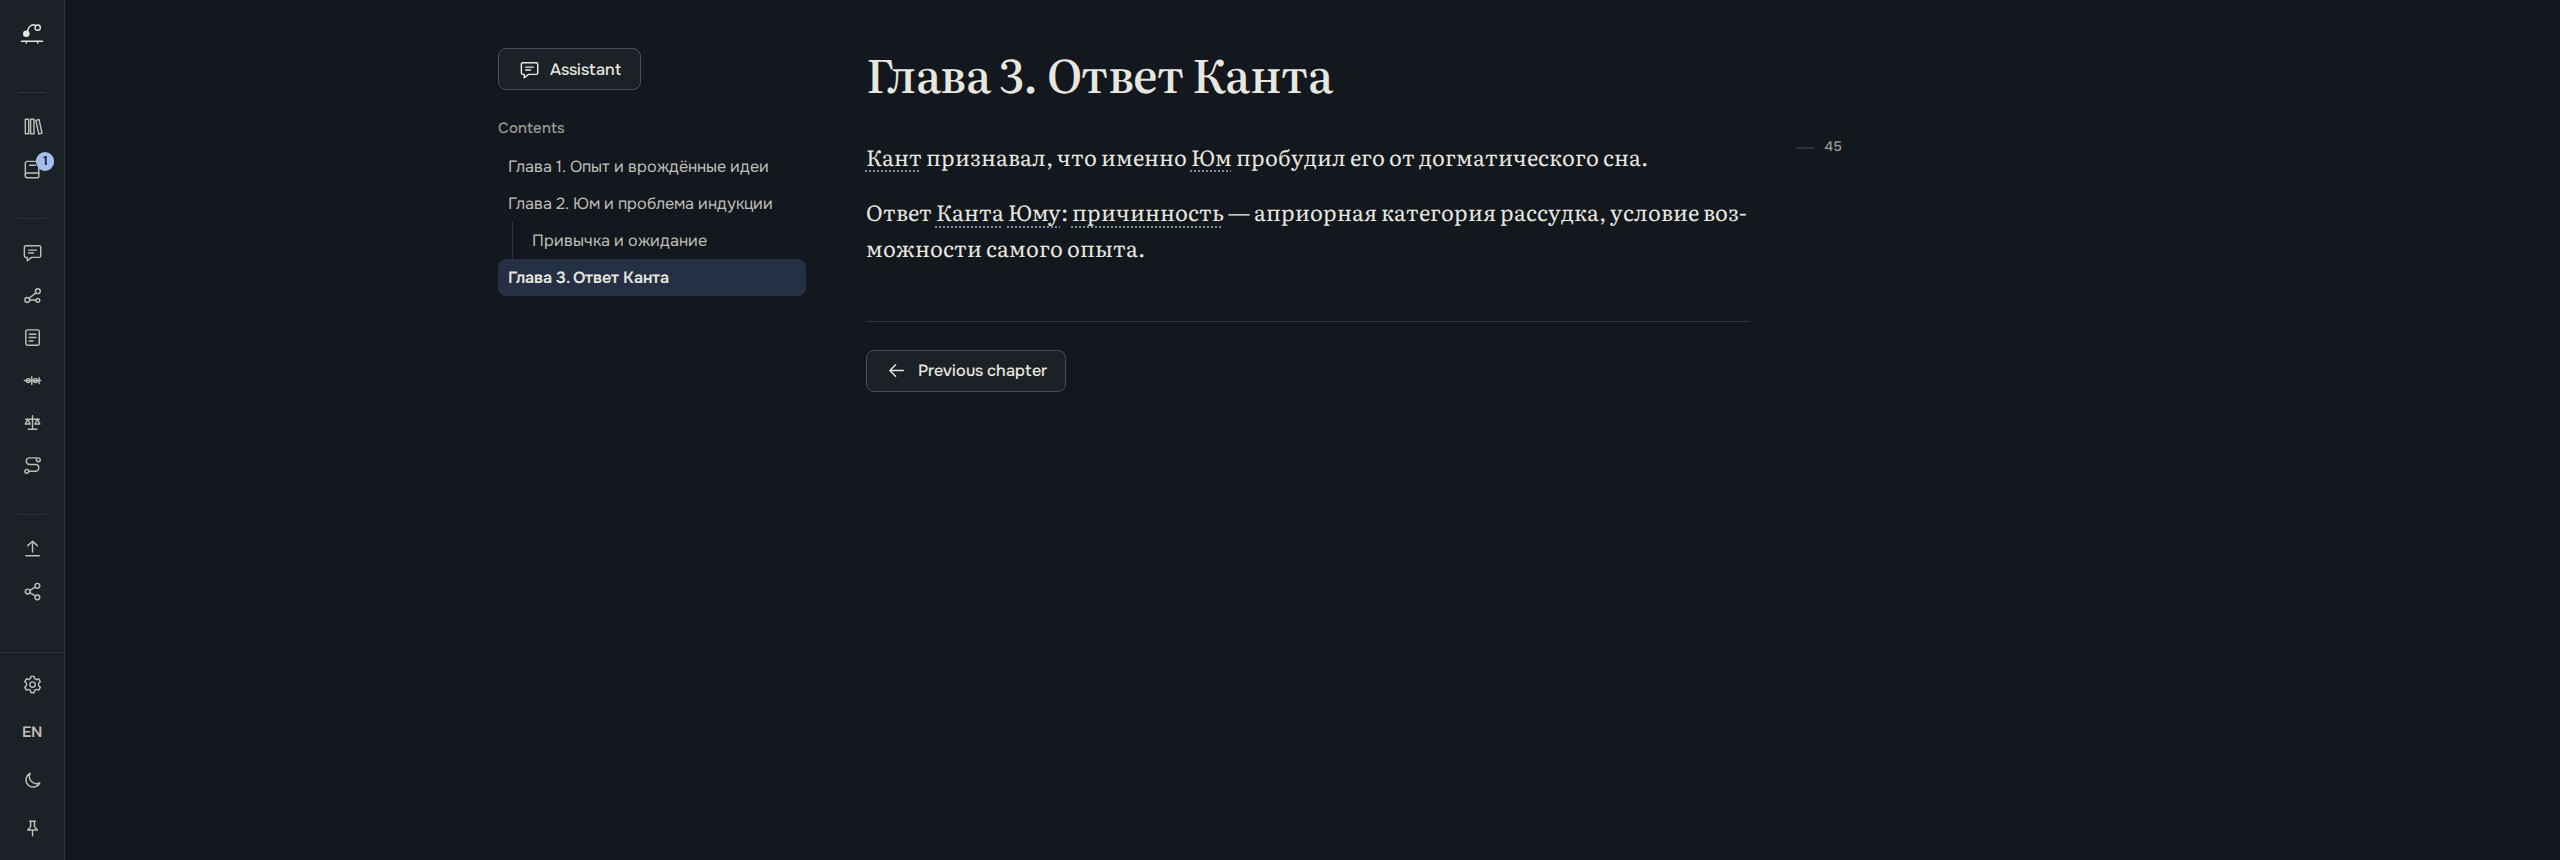 1
EN
Assistant
Contents
Глава 1. Опыт и врождённые идеи
Глава 2. Юм и проблема индукции
Привычка и ожидание
Глава 3. Ответ Канта
Глава 3. Ответ Канта
Кант признавал, что именно Юм пробудил его от догматического сна.
45
Ответ Канта Юму: причинность — априорная категория рассудка, условие воз-
можности самого опыта.
Previous chapter